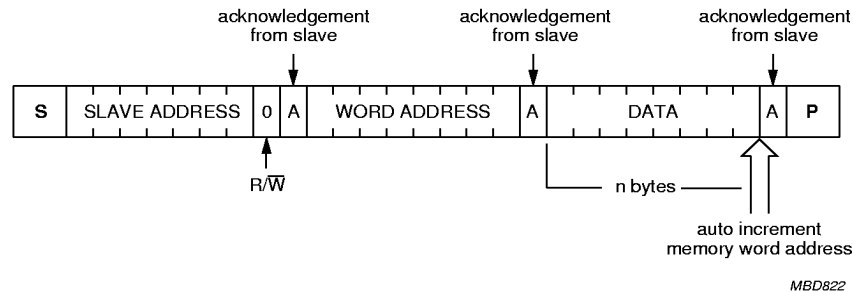 acknowledgement
from slave
acknowledgement
from slave
acknowledgement
from slave
S SLAVE ADDRESS 0 A WORD ADDRESS A DATA A P
R/W̅
n bytes
auto increment
memory word address
MBD822